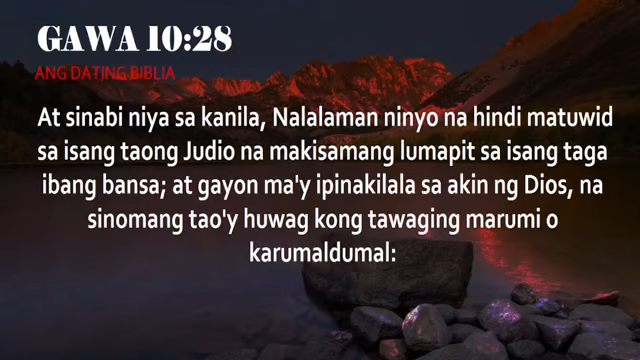 GAWA 10:28
ANG DATING BIBLIA
At sinabi niya sa kanila, Nalalaman ninyo na hindi matuwid
sa isang taong Judio na makisamang lumapit sa isang taga
ibang bansa; at gayon ma'y ipinakilala sa akin ng Dios, na
sinomang tao'y huwag kong tawaging marumi o
karumaldumal: